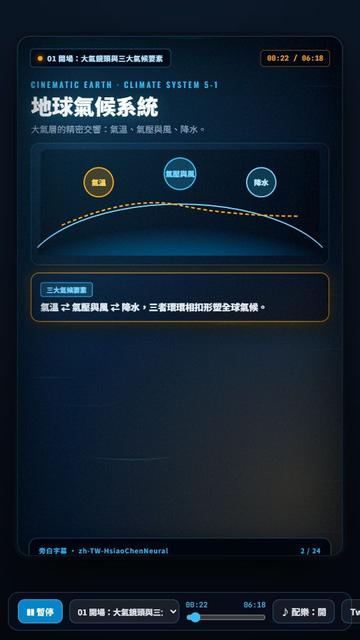 01 開場：大氣鏡頭與三大氣候要素
00:22 / 06:18
CINEMATIC EARTH · CLIMATE SYSTEM 5-1
地球氣候系統
大氣層的精密交響：氣溫、氣壓與風、降水。
氣溫
氣壓與風
降水
三大氣候要素
氣溫 ⇄ 氣壓與風 ⇄ 降水，三者環環相扣形塑全球氣候。
旁白字幕 · zh-TW-HsiaoChenNeural
2 / 24
暫停
01 開場：大氣鏡頭與三:
00:22
06:18
♪ 配樂：開
Tw